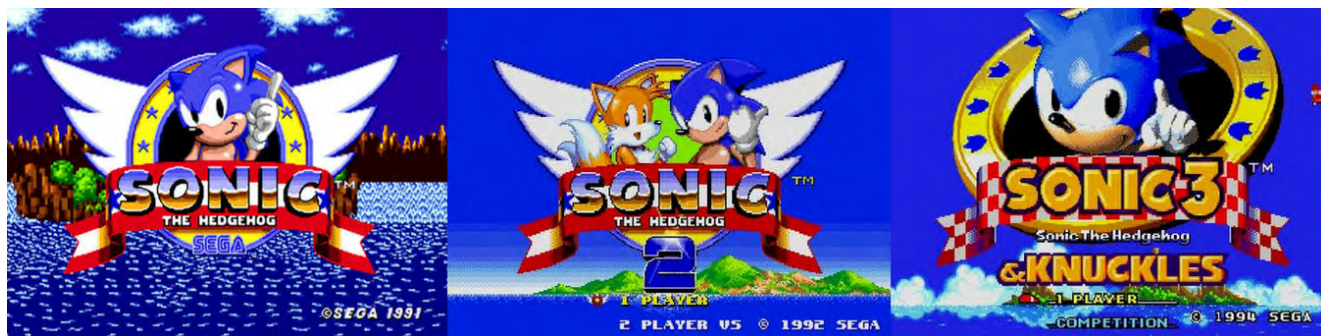 SONIC
TM
THE HEDGEHOG
SEGA
©SEGA 1991
SONIC
TM
THE HEDGEHOG
2
1 PLAYER
2 PLAYER VS © 1992 SEGA
SONIC 3
TM
Sonic The Hedgehog
&KNUCKLES
1 PLAYER
COMPETITION © 1994 SEGA